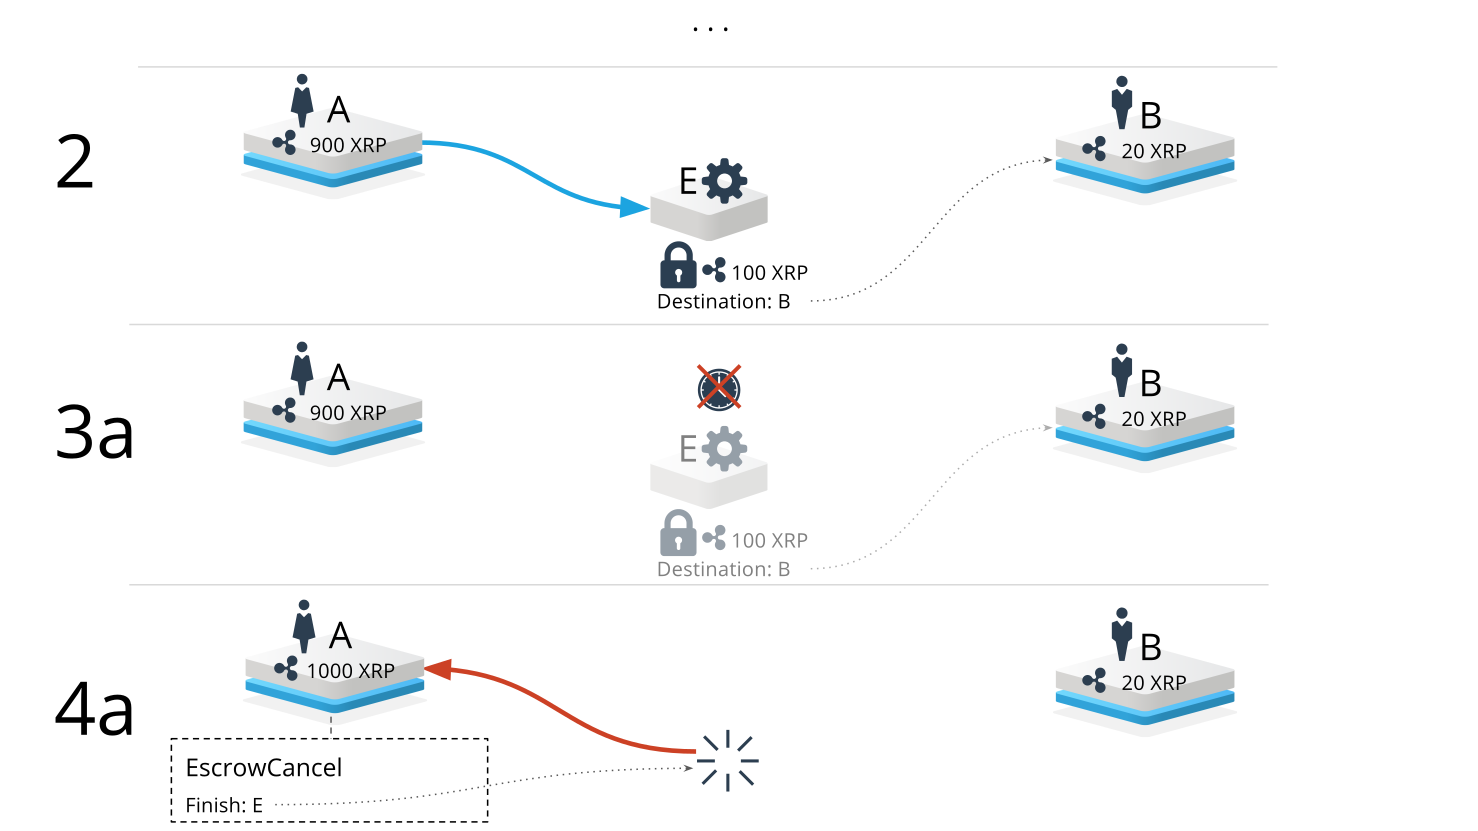 ...
2
A
900 XRP
E
100 XRP
Destination: B
B
20 XRP
3a
A
900 XRP
E
100 XRP
Destination: B
B
20 XRP
4a
A
1000 XRP
EscrowCancel
Finish: E
B
20 XRP